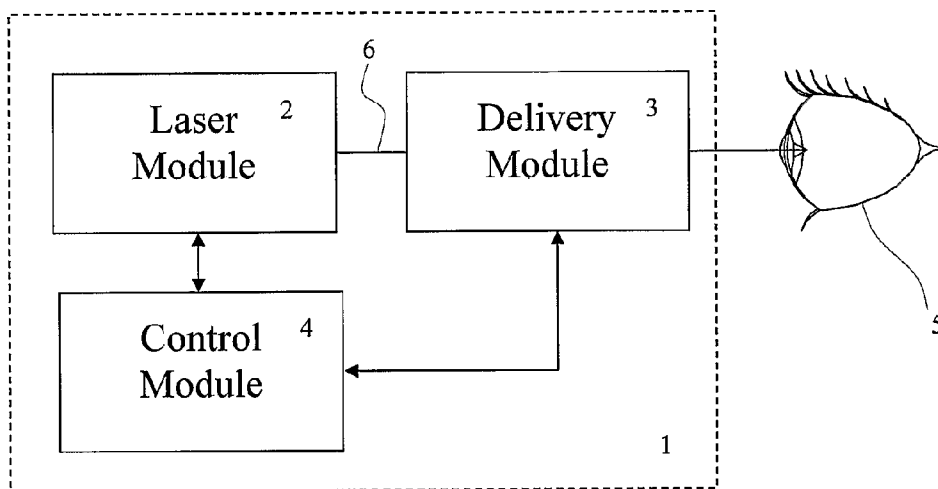 6
Laser 2
Module
Delivery 3
Module
Control 4
Module
5
1